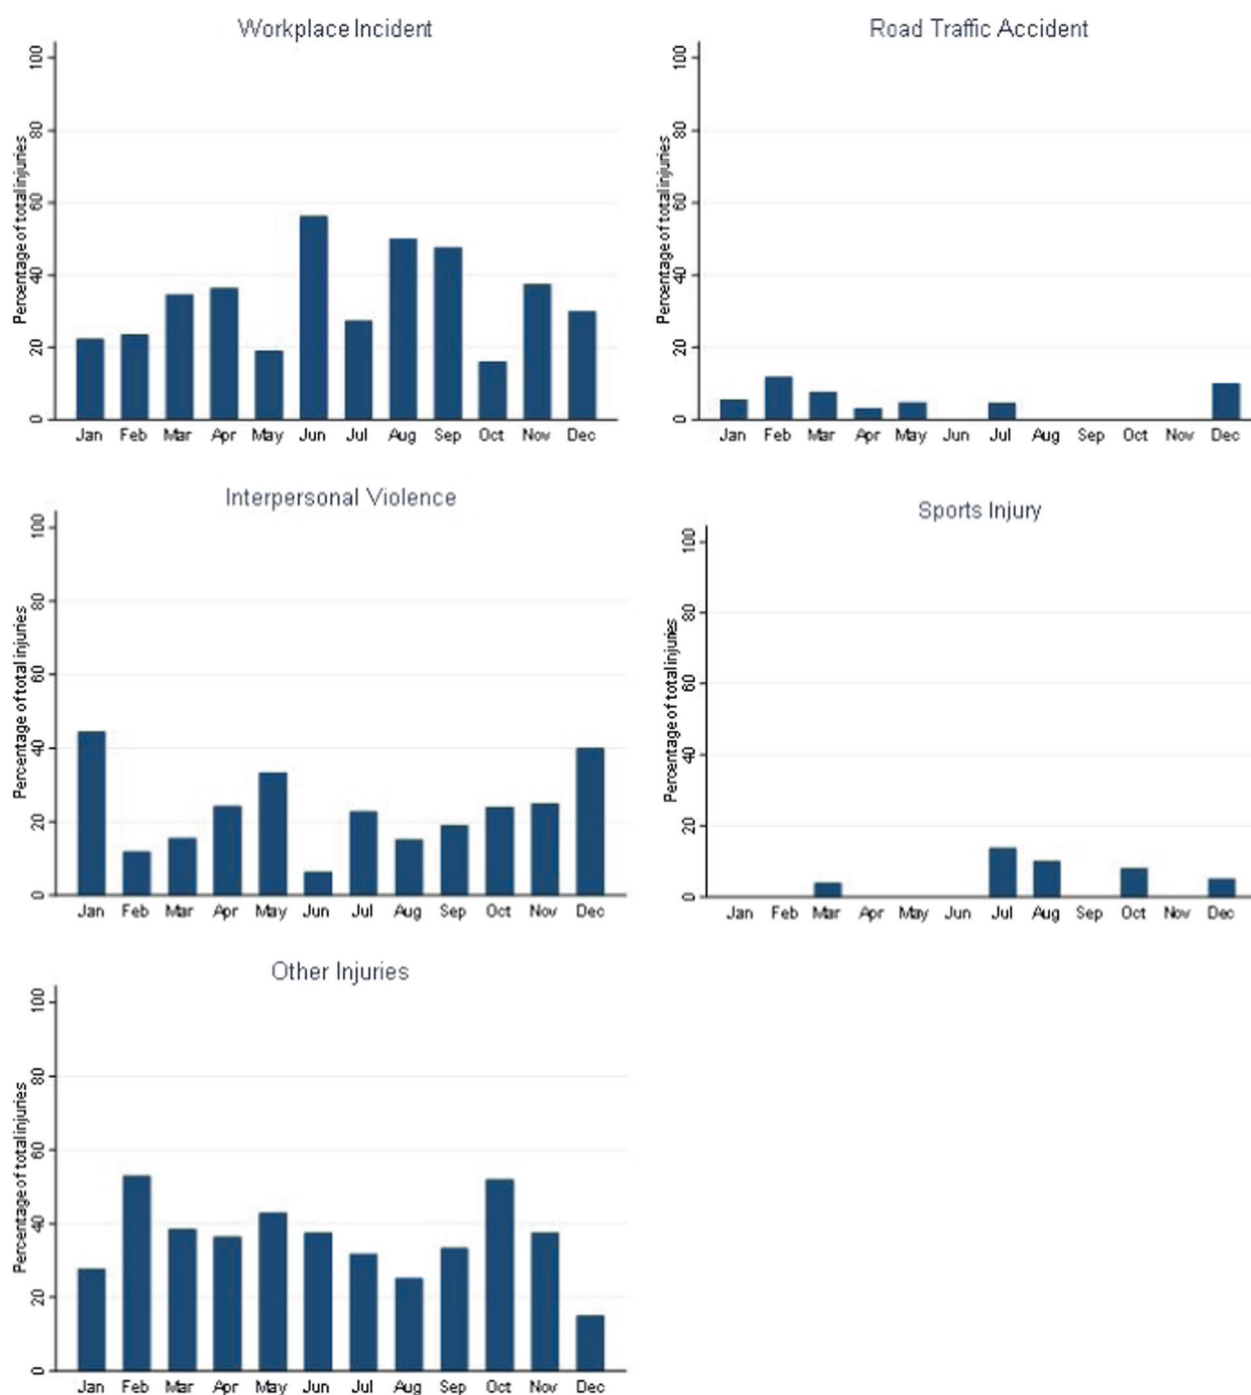 Workplace Incident
Percentage of total injuries
100
80
60
40
20
0
Jan Feb Mar Apr May Jun Jul Aug Sep Oct Nov Dec
Road Traffic Accident
Percentage of total injuries
100
80
60
40
20
0
Jan Feb Mar Apr May Jun Jul Aug Sep Oct Nov Dec
Interpersonal Violence
Percentage of total injuries
100
80
60
40
20
0
Jan Feb Mar Apr May Jun Jul Aug Sep Oct Nov Dec
Sports Injury
Percentage of total injuries
100
80
60
40
20
0
Jan Feb Mar Apr May Jun Jul Aug Sep Oct Nov Dec
Other Injuries
Percentage of total injuries
100
80
60
40
20
0
Jan Feb Mar Apr May Jun Jul Aug Sep Oct Nov Dec